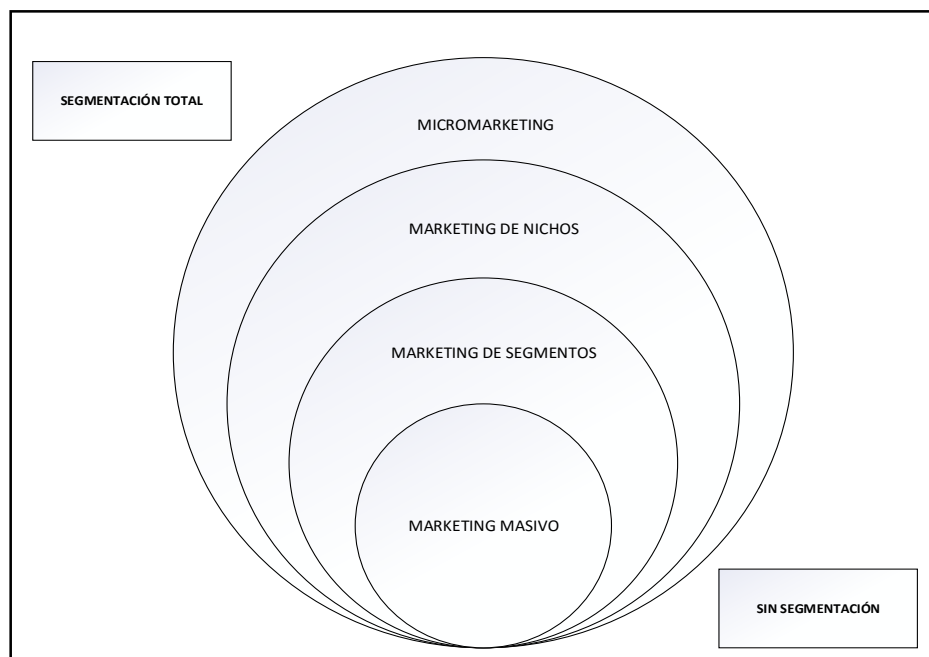 SEGMENTACIÓN TOTAL
MICROMARKETING
MARKETING DE NICHOS
MARKETING DE SEGMENTOS
MARKETING MASIVO
SIN SEGMENTACIÓN